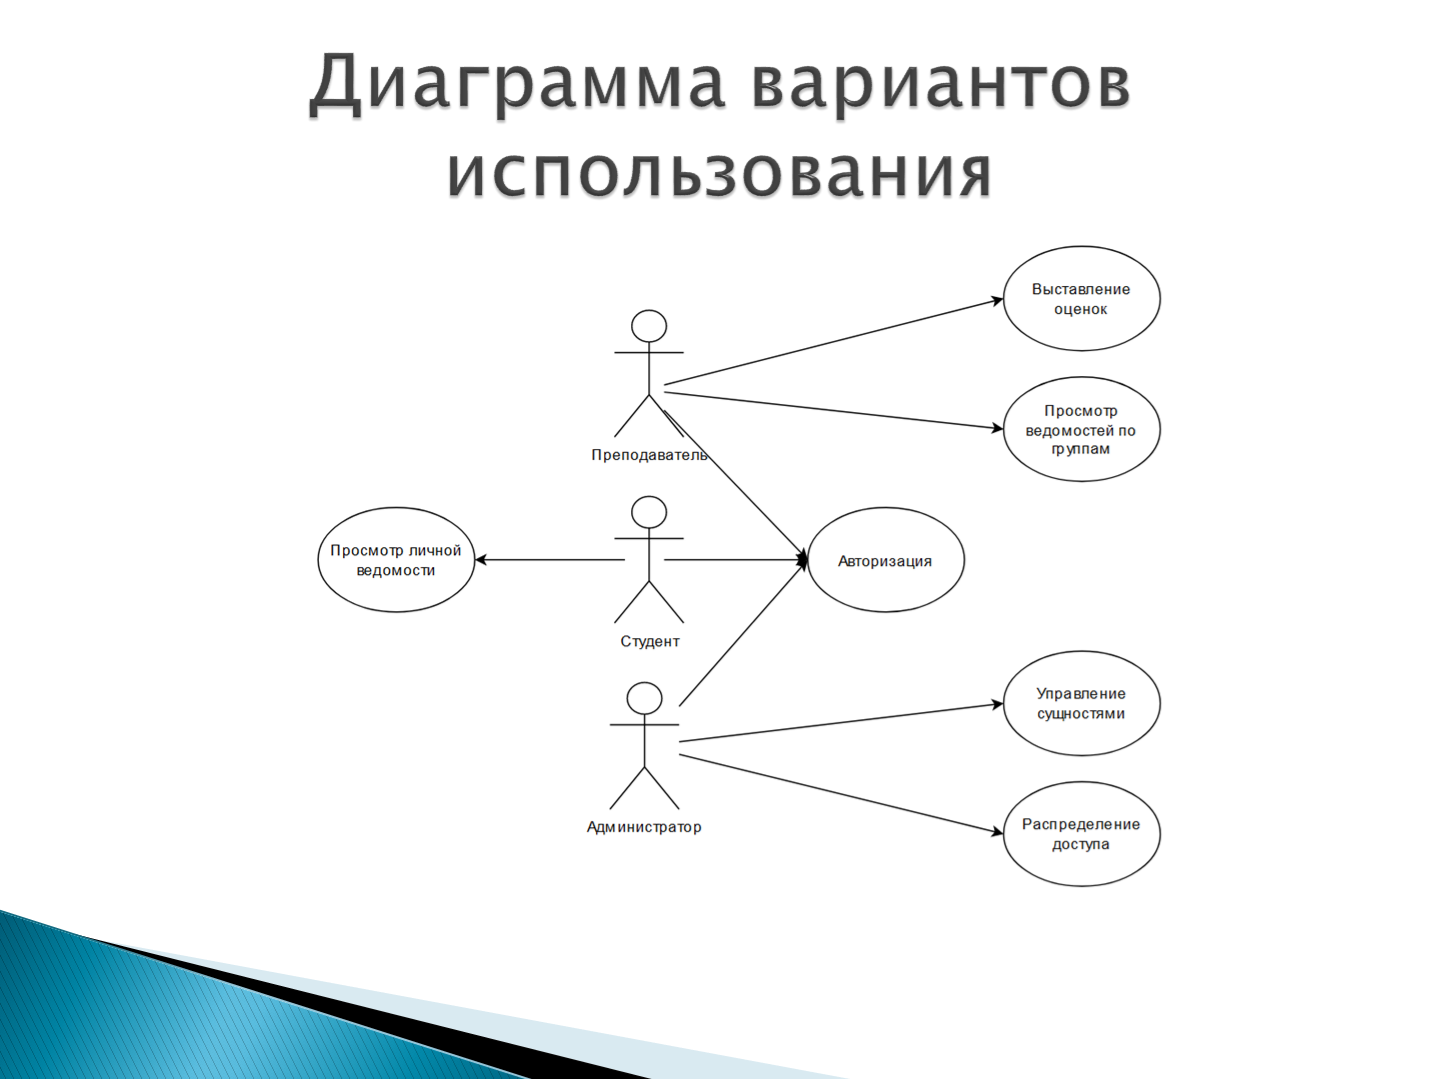 Диаграмма вариантов
использования
Выставление
оценок
Просмотр
ведомостей по
группам
Преподаватель
Просмотр личной
ведомости
Авторизация
Студент
Управление
сущностями
Администратор
Распределение
доступа